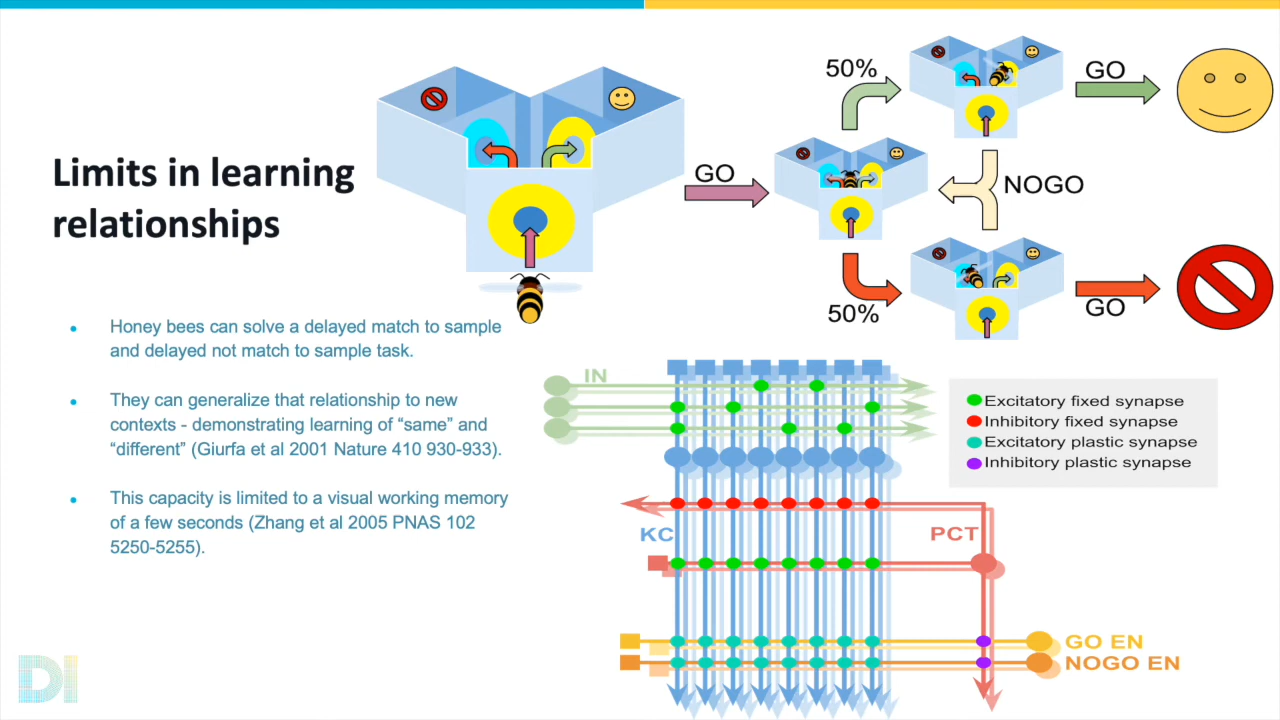 Limits in learning
relationships
• Honey bees can solve a delayed match to sample
and delayed not match to sample task.
• They can generalize that relationship to new
contexts - demonstrating learning of “same” and
“different” (Giurfa et al 2001 Nature 410 930-933).
• This capacity is limited to a visual working memory
of a few seconds (Zhang et al 2005 PNAS 102
5250-5255).
GO
50%
GO
NOGO
50%
GO
IN
Excitatory fixed synapse
Inhibitory fixed synapse
Excitatory plastic synapse
Inhibitory plastic synapse
KC
PCT
GO EN
NOGO EN
DI